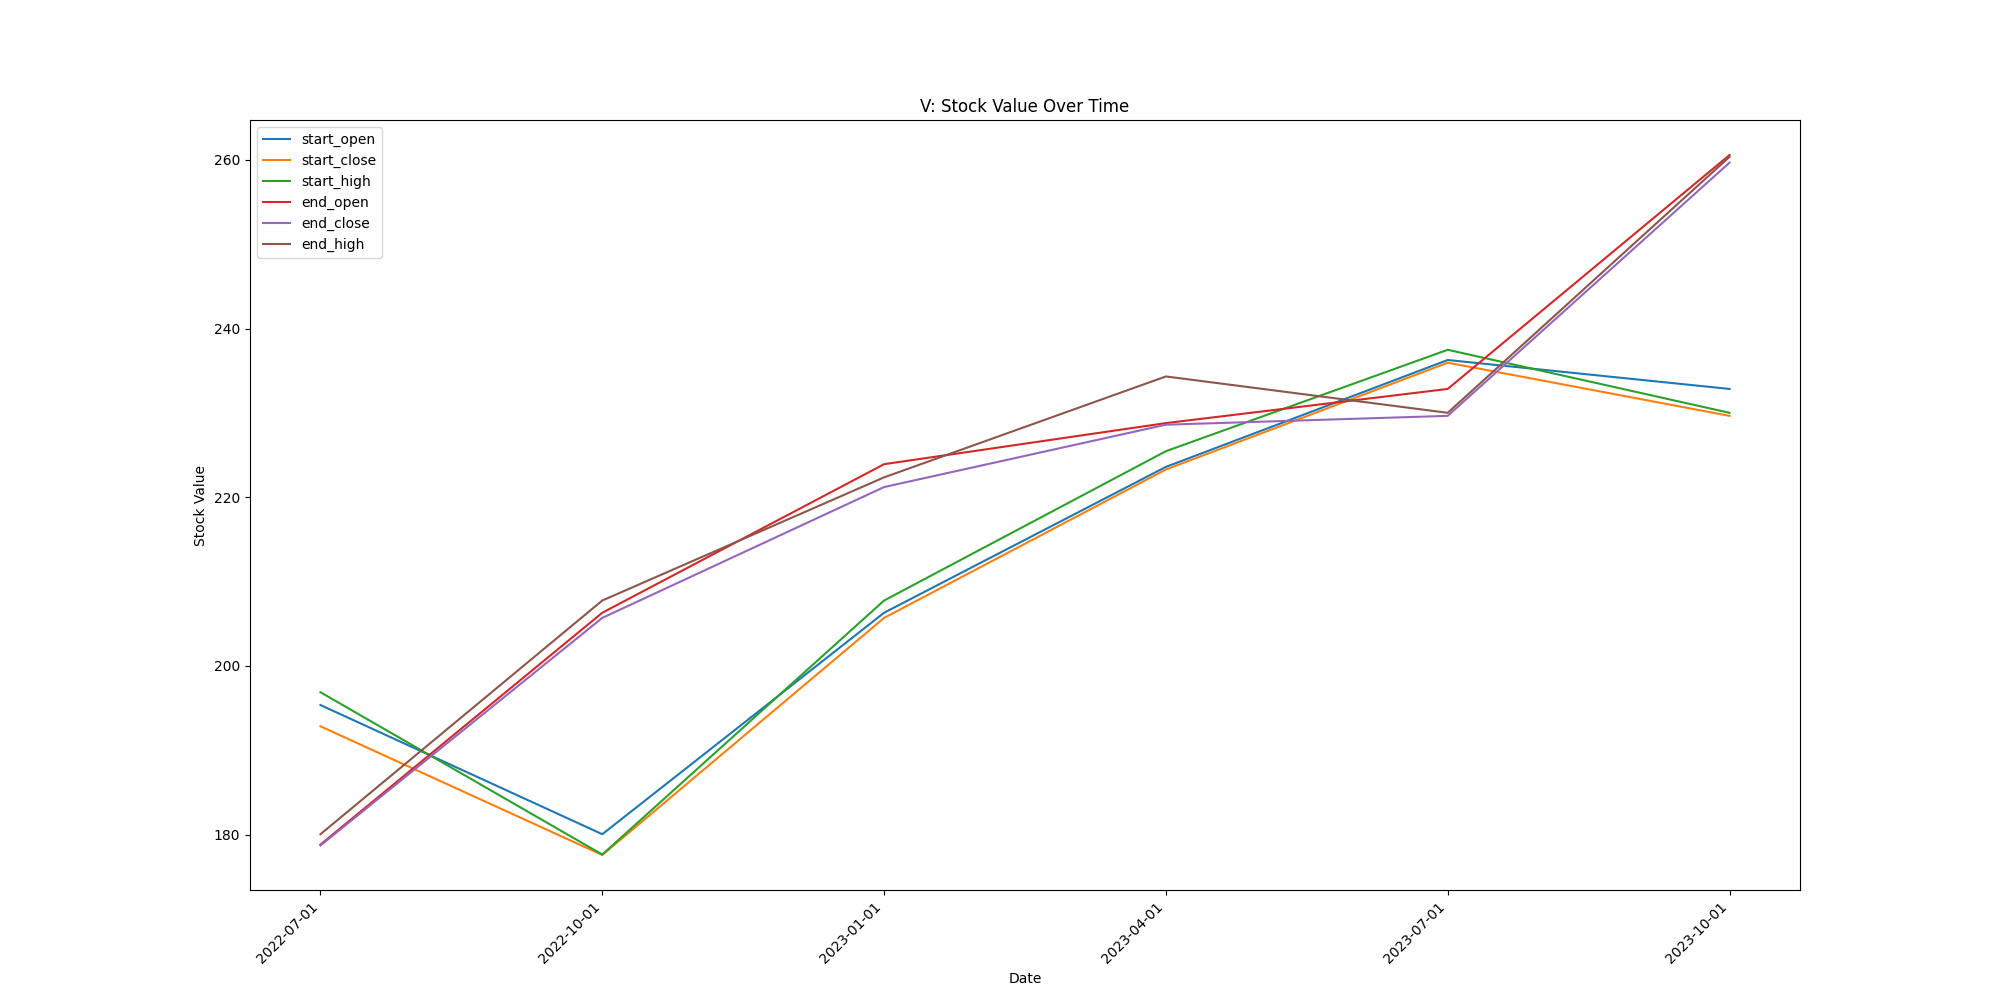 V: Stock Value Over Time
start_open
start_close
start_high
end_open
end_close
end_high
260
240
220
200
180
Stock Value
2022-07-01
2022-10-01
2023-01-01
2023-04-01
2023-07-01
2023-10-01
Date